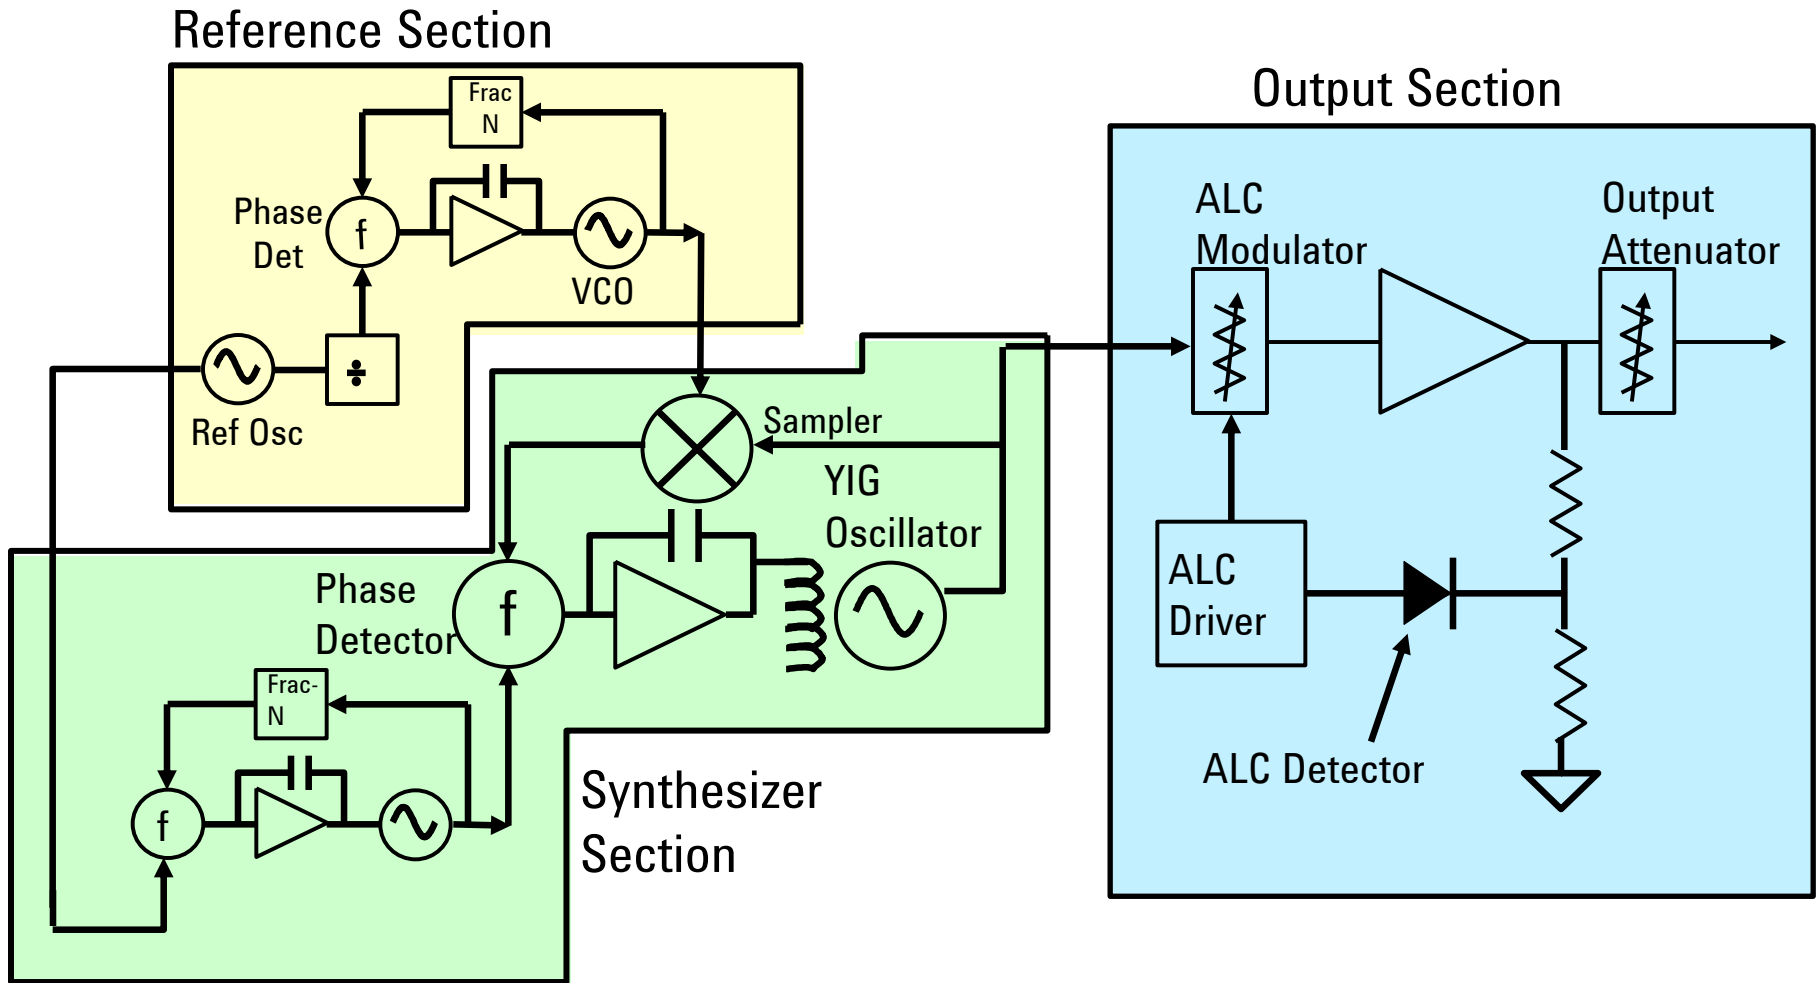 Reference Section
Frac
N
Phase
Det
f
VCO
÷
Ref Osc
Output Section
ALC
Modulator
Output
Attenuator
ALC
Driver
ALC Detector
Sampler
YIG
Oscillator
Phase
Detector
f
Frac-
N
f
Synthesizer
Section